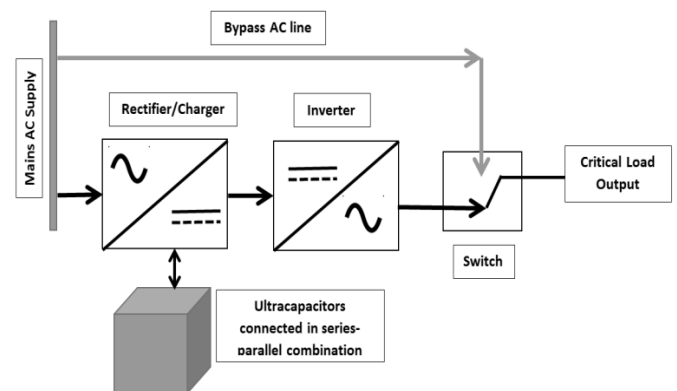 Bypass AC line
Mains AC Supply
Rectifier/Charger
Inverter
Critical Load
Output
Switch
Ultracapacitors
connected in series-
parallel combination